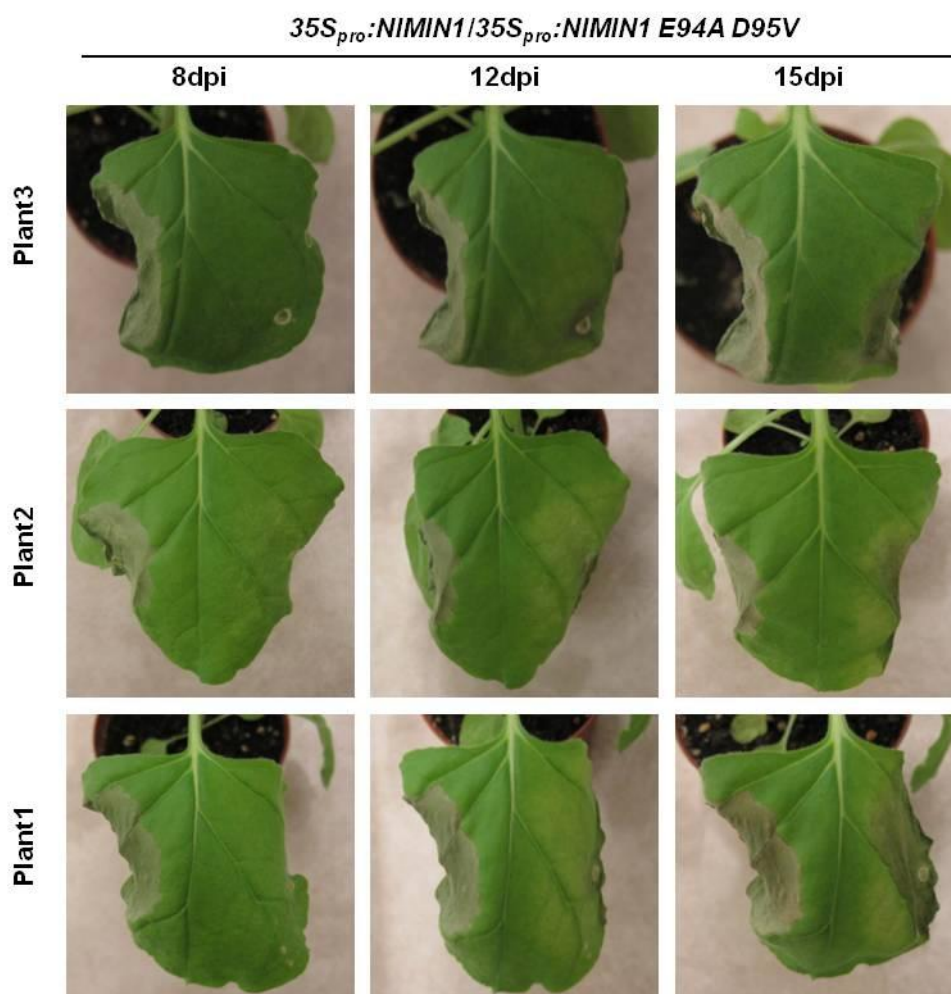 35Spro:NIMIN1/35Spro:NIMIN1 E94A D95V
8dpi 12dpi 15dpi
Plant3
Plant2
Plant1